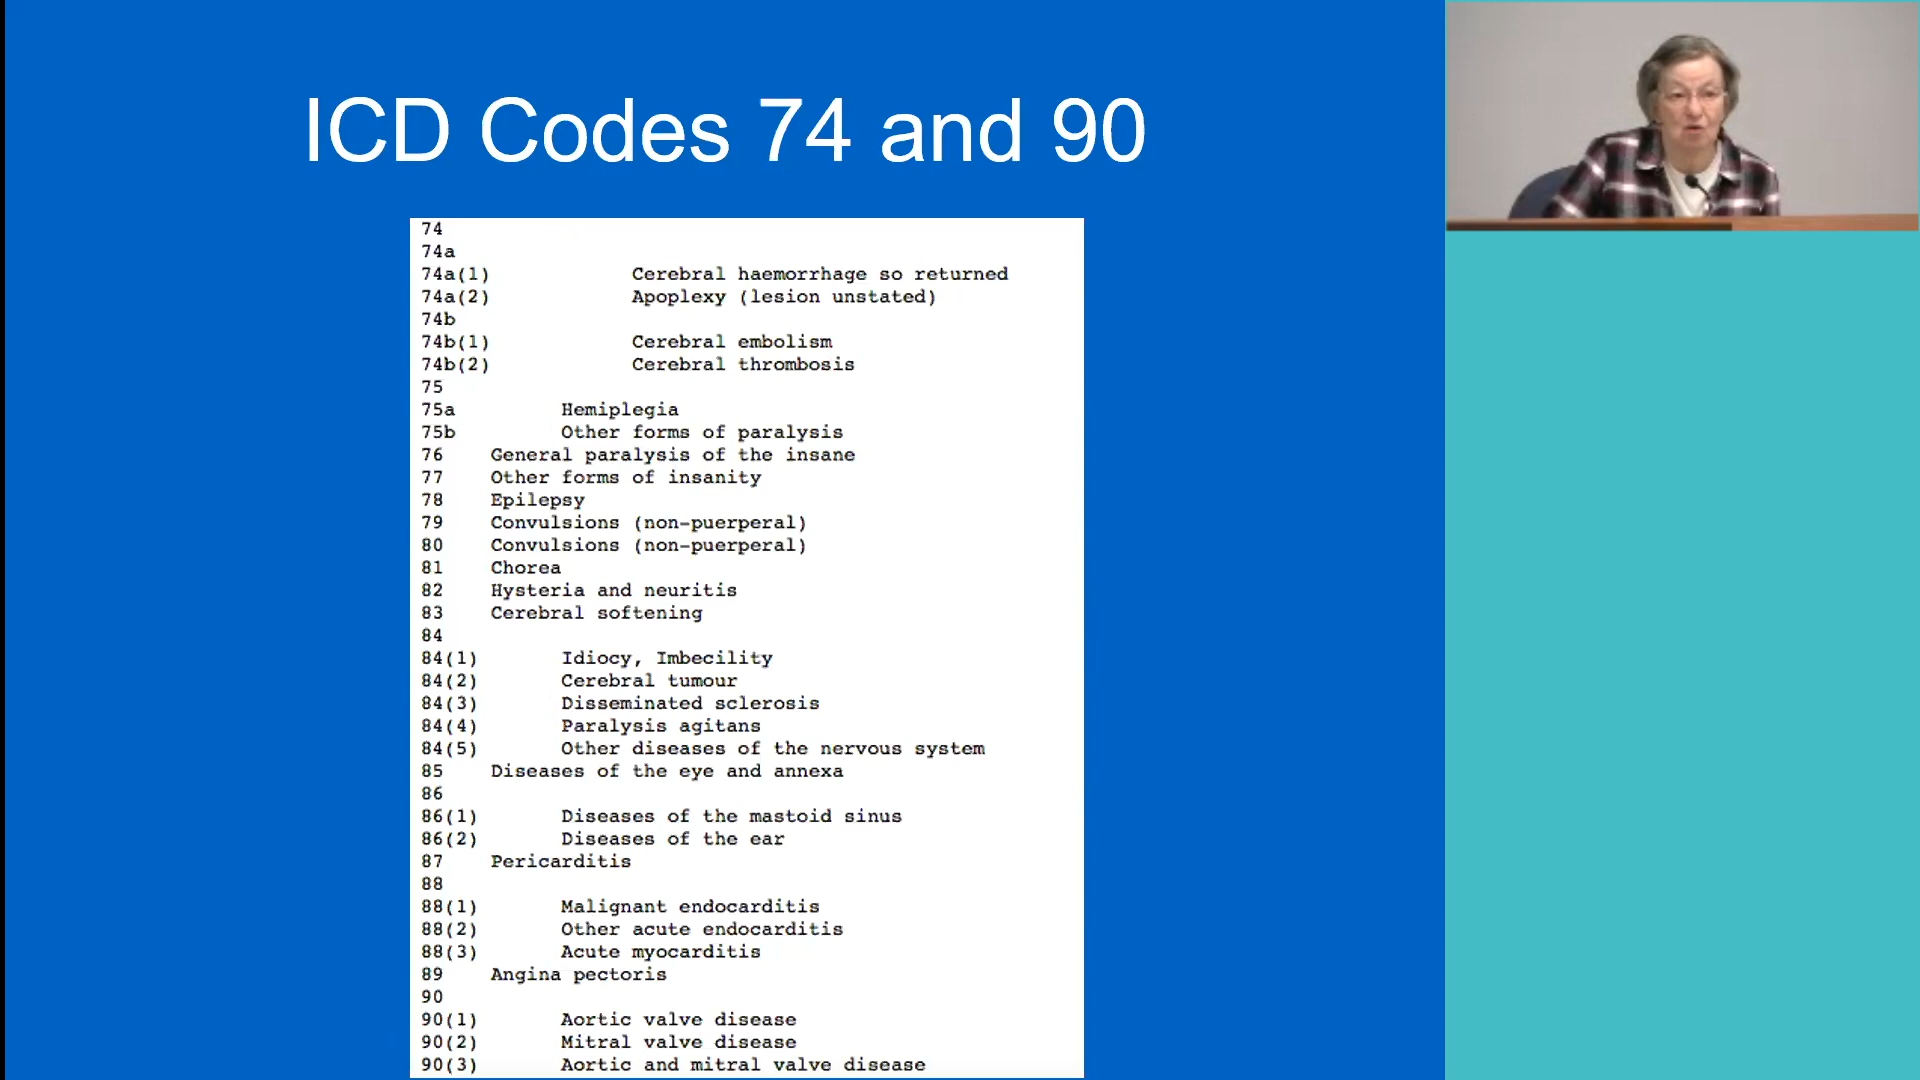 ICD Codes 74 and 90
74
74a
74a(1) Cerebral haemorrhage so returned
74a(2) Apoplexy (lesion unstated)
74b
74b(1) Cerebral embolism
74b(2) Cerebral thrombosis
75
75a Hemiplegia
75b Other forms of paralysis
76 General paralysis of the insane
77 Other forms of insanity
78 Epilepsy
79 Convulsions (non-puerperal)
80 Convulsions (non-puerperal)
81 Chorea
82 Hysteria and neuritis
83 Cerebral softening
84
84(1) Idiocy, Imbecility
84(2) Cerebral tumour
84(3) Disseminated sclerosis
84(4) Paralysis agitans
84(5) Other diseases of the nervous system
85 Diseases of the eye and annexa
86
86(1) Diseases of the mastoid sinus
86(2) Diseases of the ear
87 Pericarditis
88
88(1) Malignant endocarditis
88(2) Other acute endocarditis
88(3) Acute myocarditis
89 Angina pectoris
90
90(1) Aortic valve disease
90(2) Mitral valve disease
90(3) Aortic and mitral valve disease